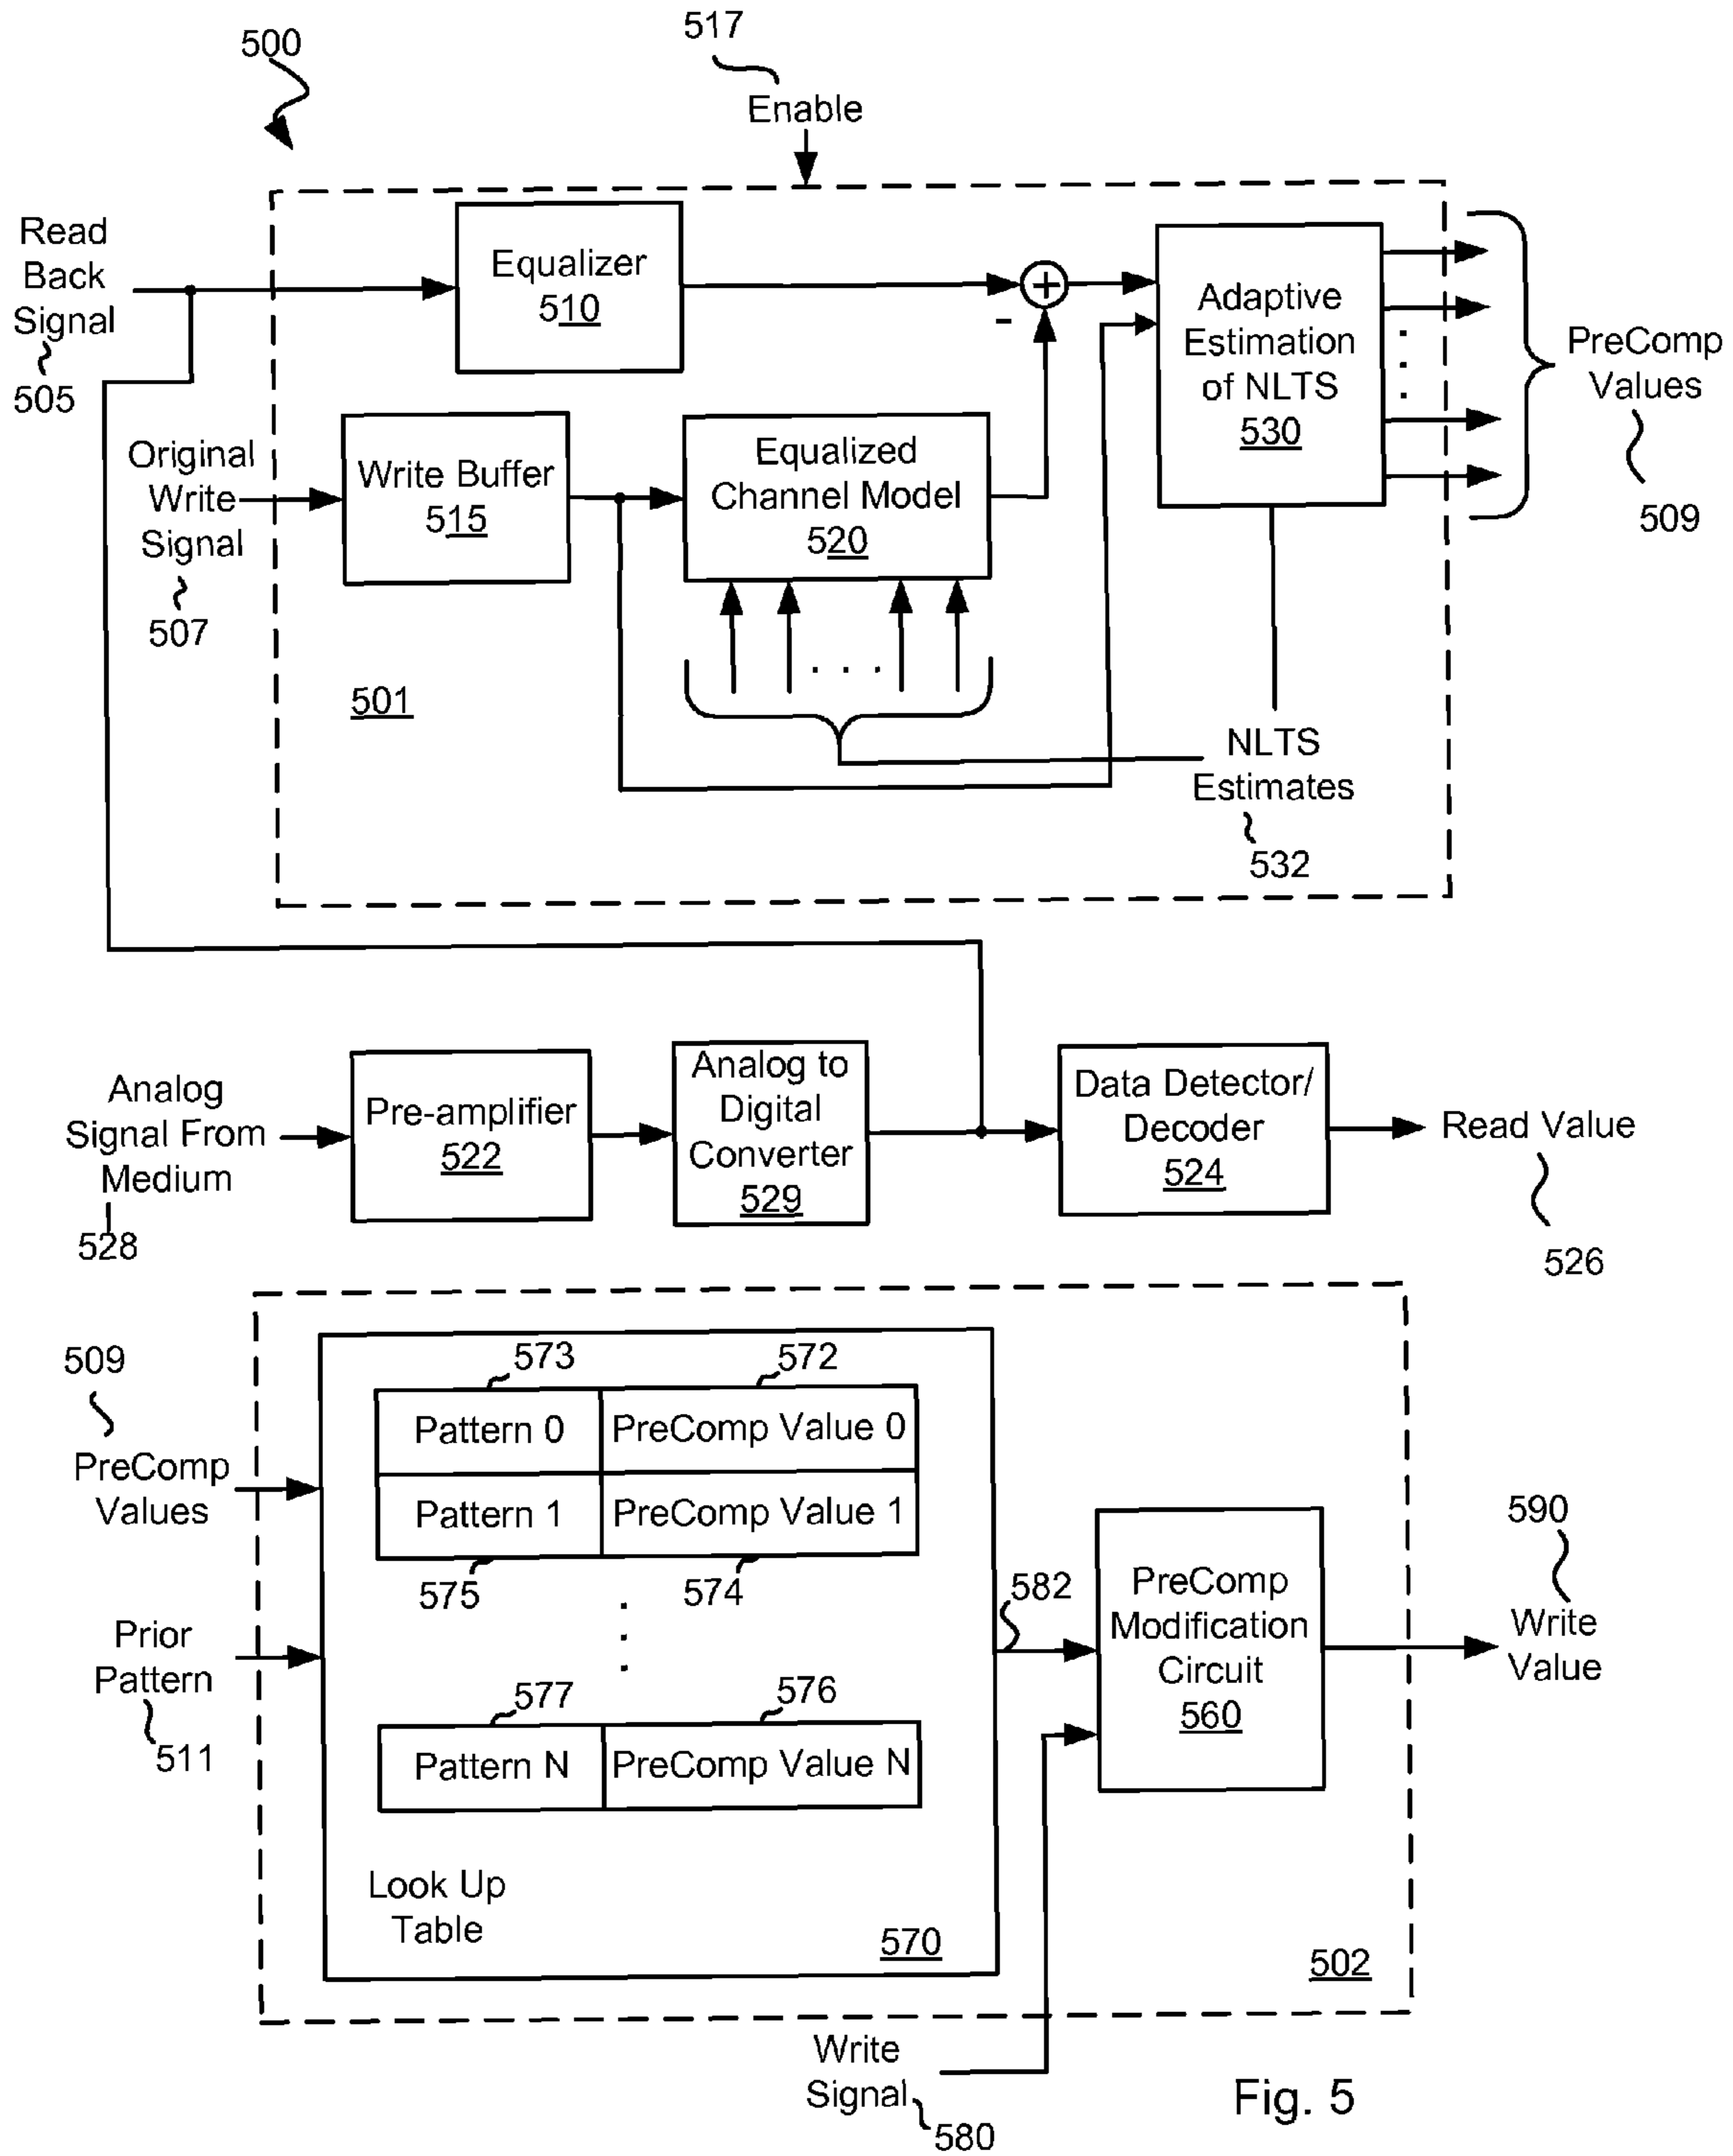 500
517
Enable
Read
Back
Signal
505
Equalizer
510
+
-
Adaptive
Estimation
of NLTS
530
PreComp
Values
509
Original
Write
Signal
507
Write Buffer
515
Equalized
Channel Model
520
. . .
501
NLTS
Estimates
532
Analog
Signal From
Medium
528
Pre-amplifier
522
Analog to
Digital
Converter
529
Data Detector/
Decoder
524
Read Value
526
509
PreComp
Values
Prior
Pattern
511
573 572
Pattern 0 PreComp Value 0
Pattern 1 PreComp Value 1
575 574
577 576
Pattern N PreComp Value N
Look Up
Table
570
582
PreComp
Modification
Circuit
560
590
Write
Value
502
Write
Signal
580
Fig. 5